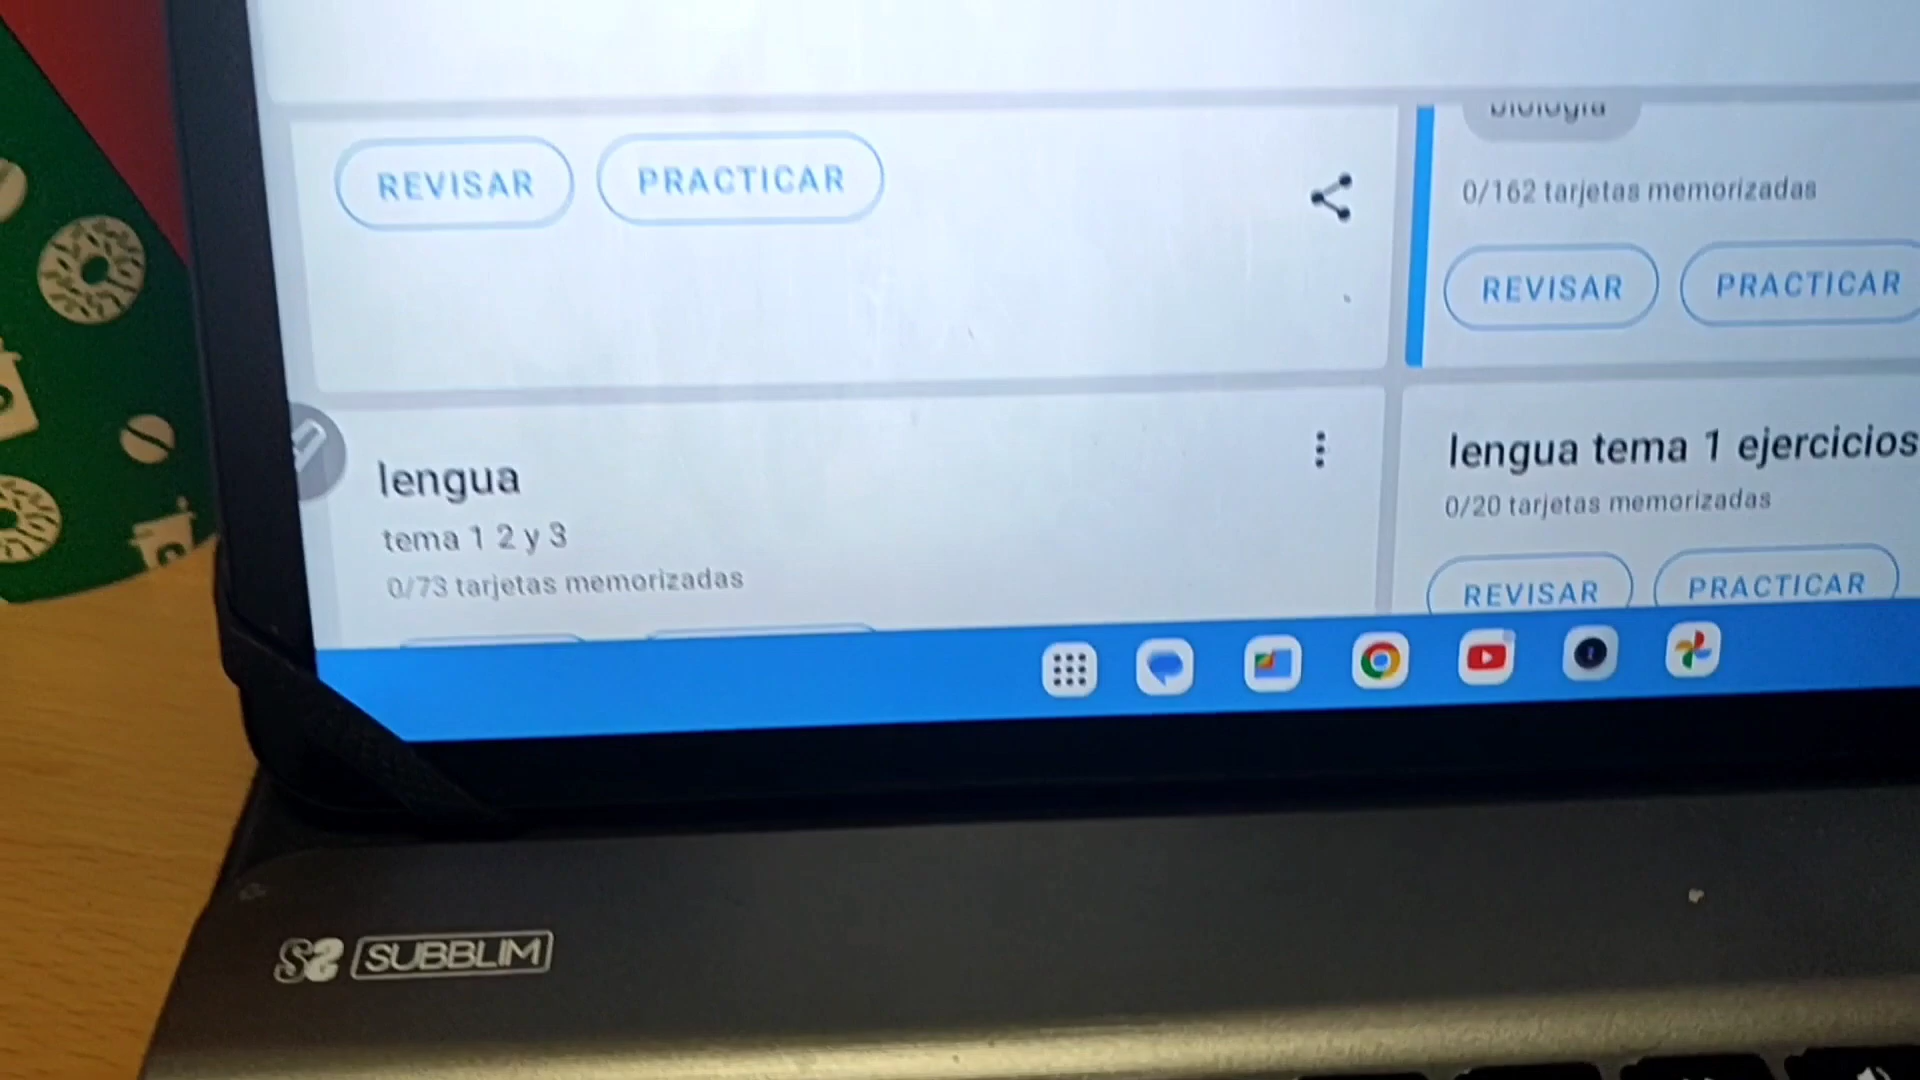 REVISAR
PRACTICAR
biología
0/162 tarjetas memorizadas
REVISAR
PRACTICAR
lengua
tema 1 2 y 3
0/73 tarjetas memorizadas
lengua tema 1 ejercicios
0/20 tarjetas memorizadas
REVISAR
PRACTICAR
SUBBLIM